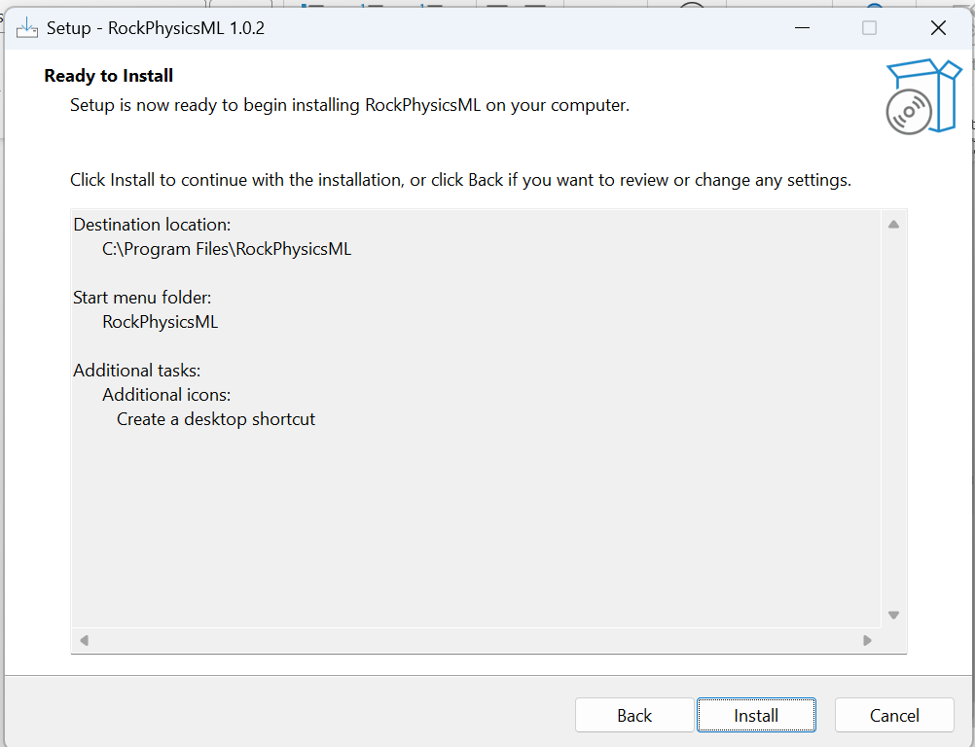 Setup - RockPhysicsML 1.0.2
Ready to Install
Setup is now ready to begin installing RockPhysicsML on your computer.
Click Install to continue with the installation, or click Back if you want to review or change any settings.
Destination location:
C:\Program Files\RockPhysicsML
Start menu folder:
RockPhysicsML
Additional tasks:
Additional icons:
Create a desktop shortcut
Back
Install
Cancel